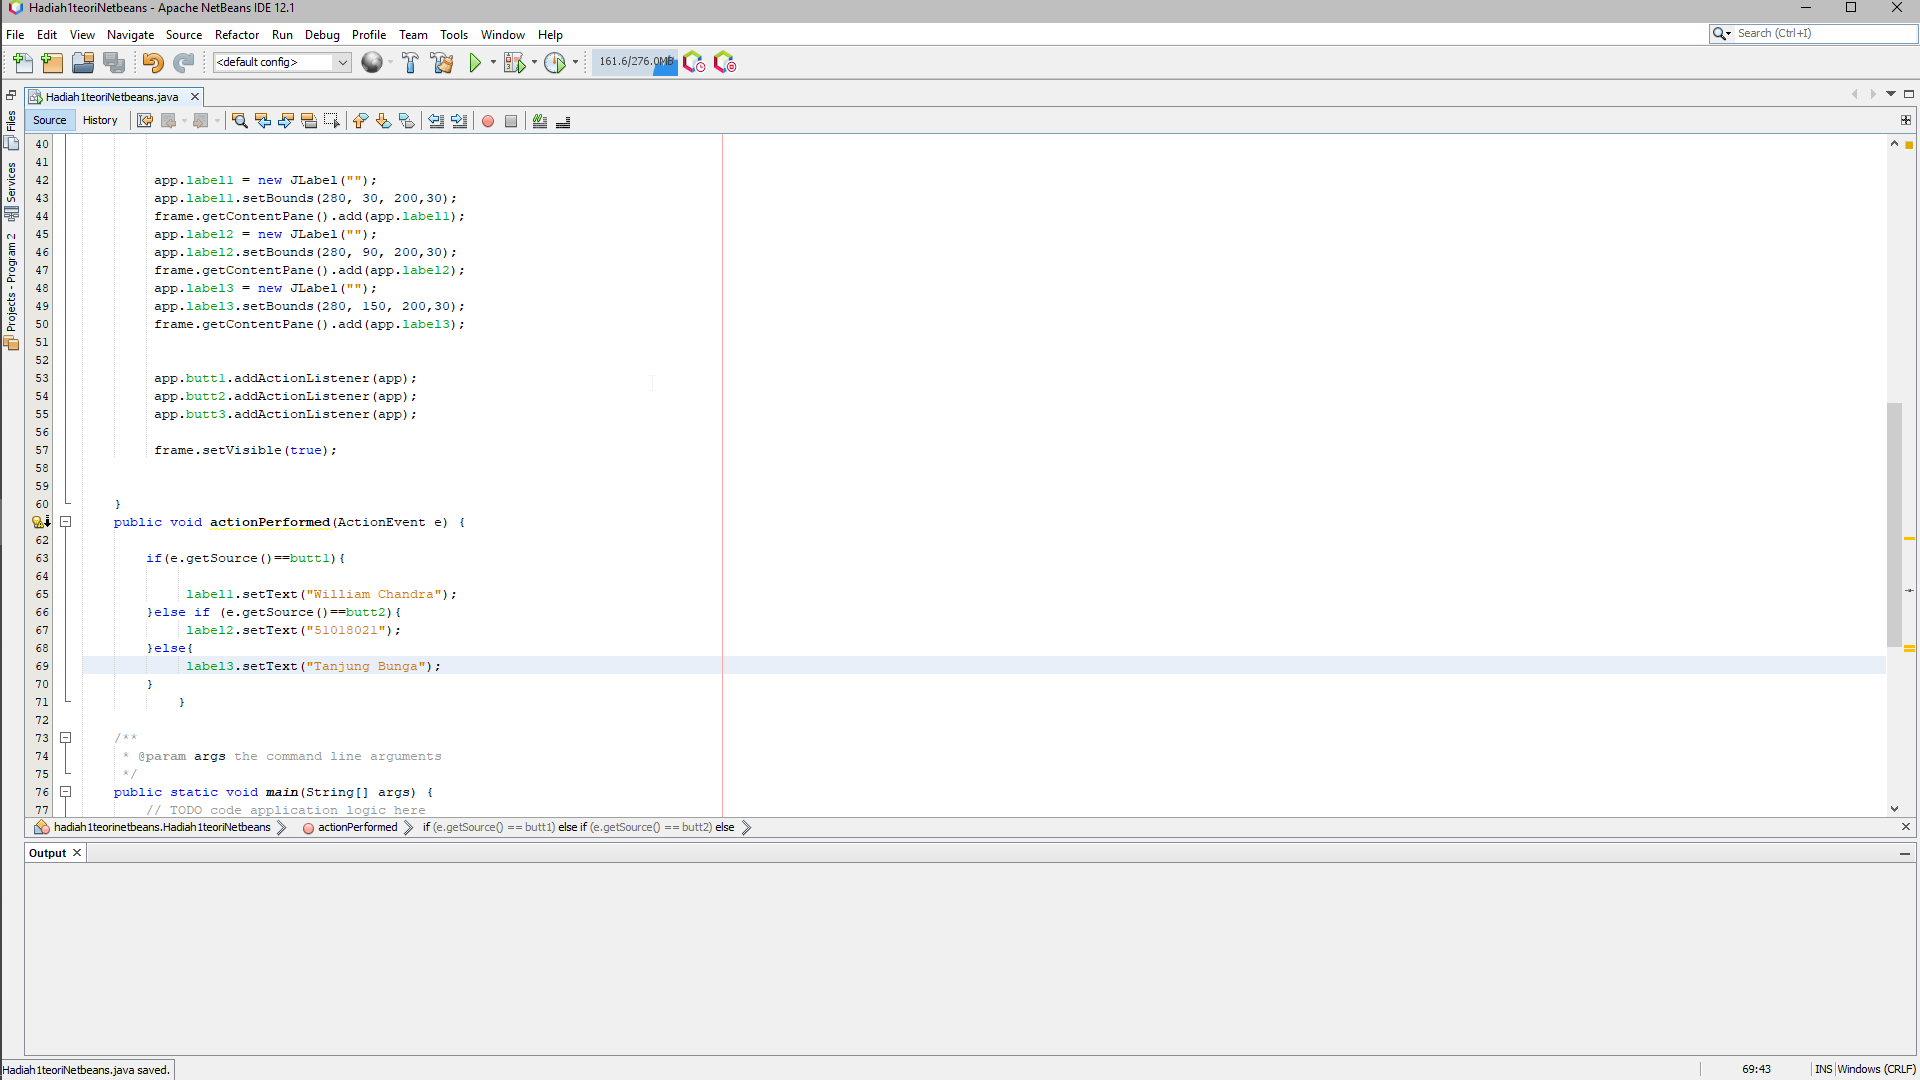 Hadiah1teoriNetbeans - Apache NetBeans IDE 12.1
File Edit View Navigate Source Refactor Run Debug Profile Team Tools Window Help
Search (Ctrl+I)
<default config>
161.6/276.0MB
Hadiah1teoriNetbeans.java
Source History
Files
Services
Projects - Program 2
40
41
42 app.label1 = new JLabel("");
43 app.label1.setBounds(280, 30, 200,30);
44 frame.getContentPane().add(app.label1);
45 app.label2 = new JLabel("");
46 app.label2.setBounds(280, 90, 200,30);
47 frame.getContentPane().add(app.label2);
48 app.label3 = new JLabel("");
49 app.label3.setBounds(280, 150, 200,30);
50 frame.getContentPane().add(app.label3);
51
52
53 app.butt1.addActionListener(app);
54 app.butt2.addActionListener(app);
55 app.butt3.addActionListener(app);
56
57 frame.setVisible(true);
58
59
60 }
public void actionPerformed(ActionEvent e) {
62
63 if(e.getSource()==butt1){
64
65 label1.setText("William Chandra");
66 }else if (e.getSource()==butt2){
67 label2.setText("51018021");
68 }else{
69 label3.setText("Tanjung Bunga");
70 }
71 }
72
73 /**
74 * @param args the command line arguments
75 */
76 public static void main(String[] args) {
77 // TODO code application logic here
hadiah1teorinetbeans.Hadiah1teoriNetbeans actionPerformed if (e.getSource() == butt1) else if (e.getSource() == butt2) else
Output
Hadiah1teoriNetbeans.java saved.
69:43 INS Windows (CRLF)